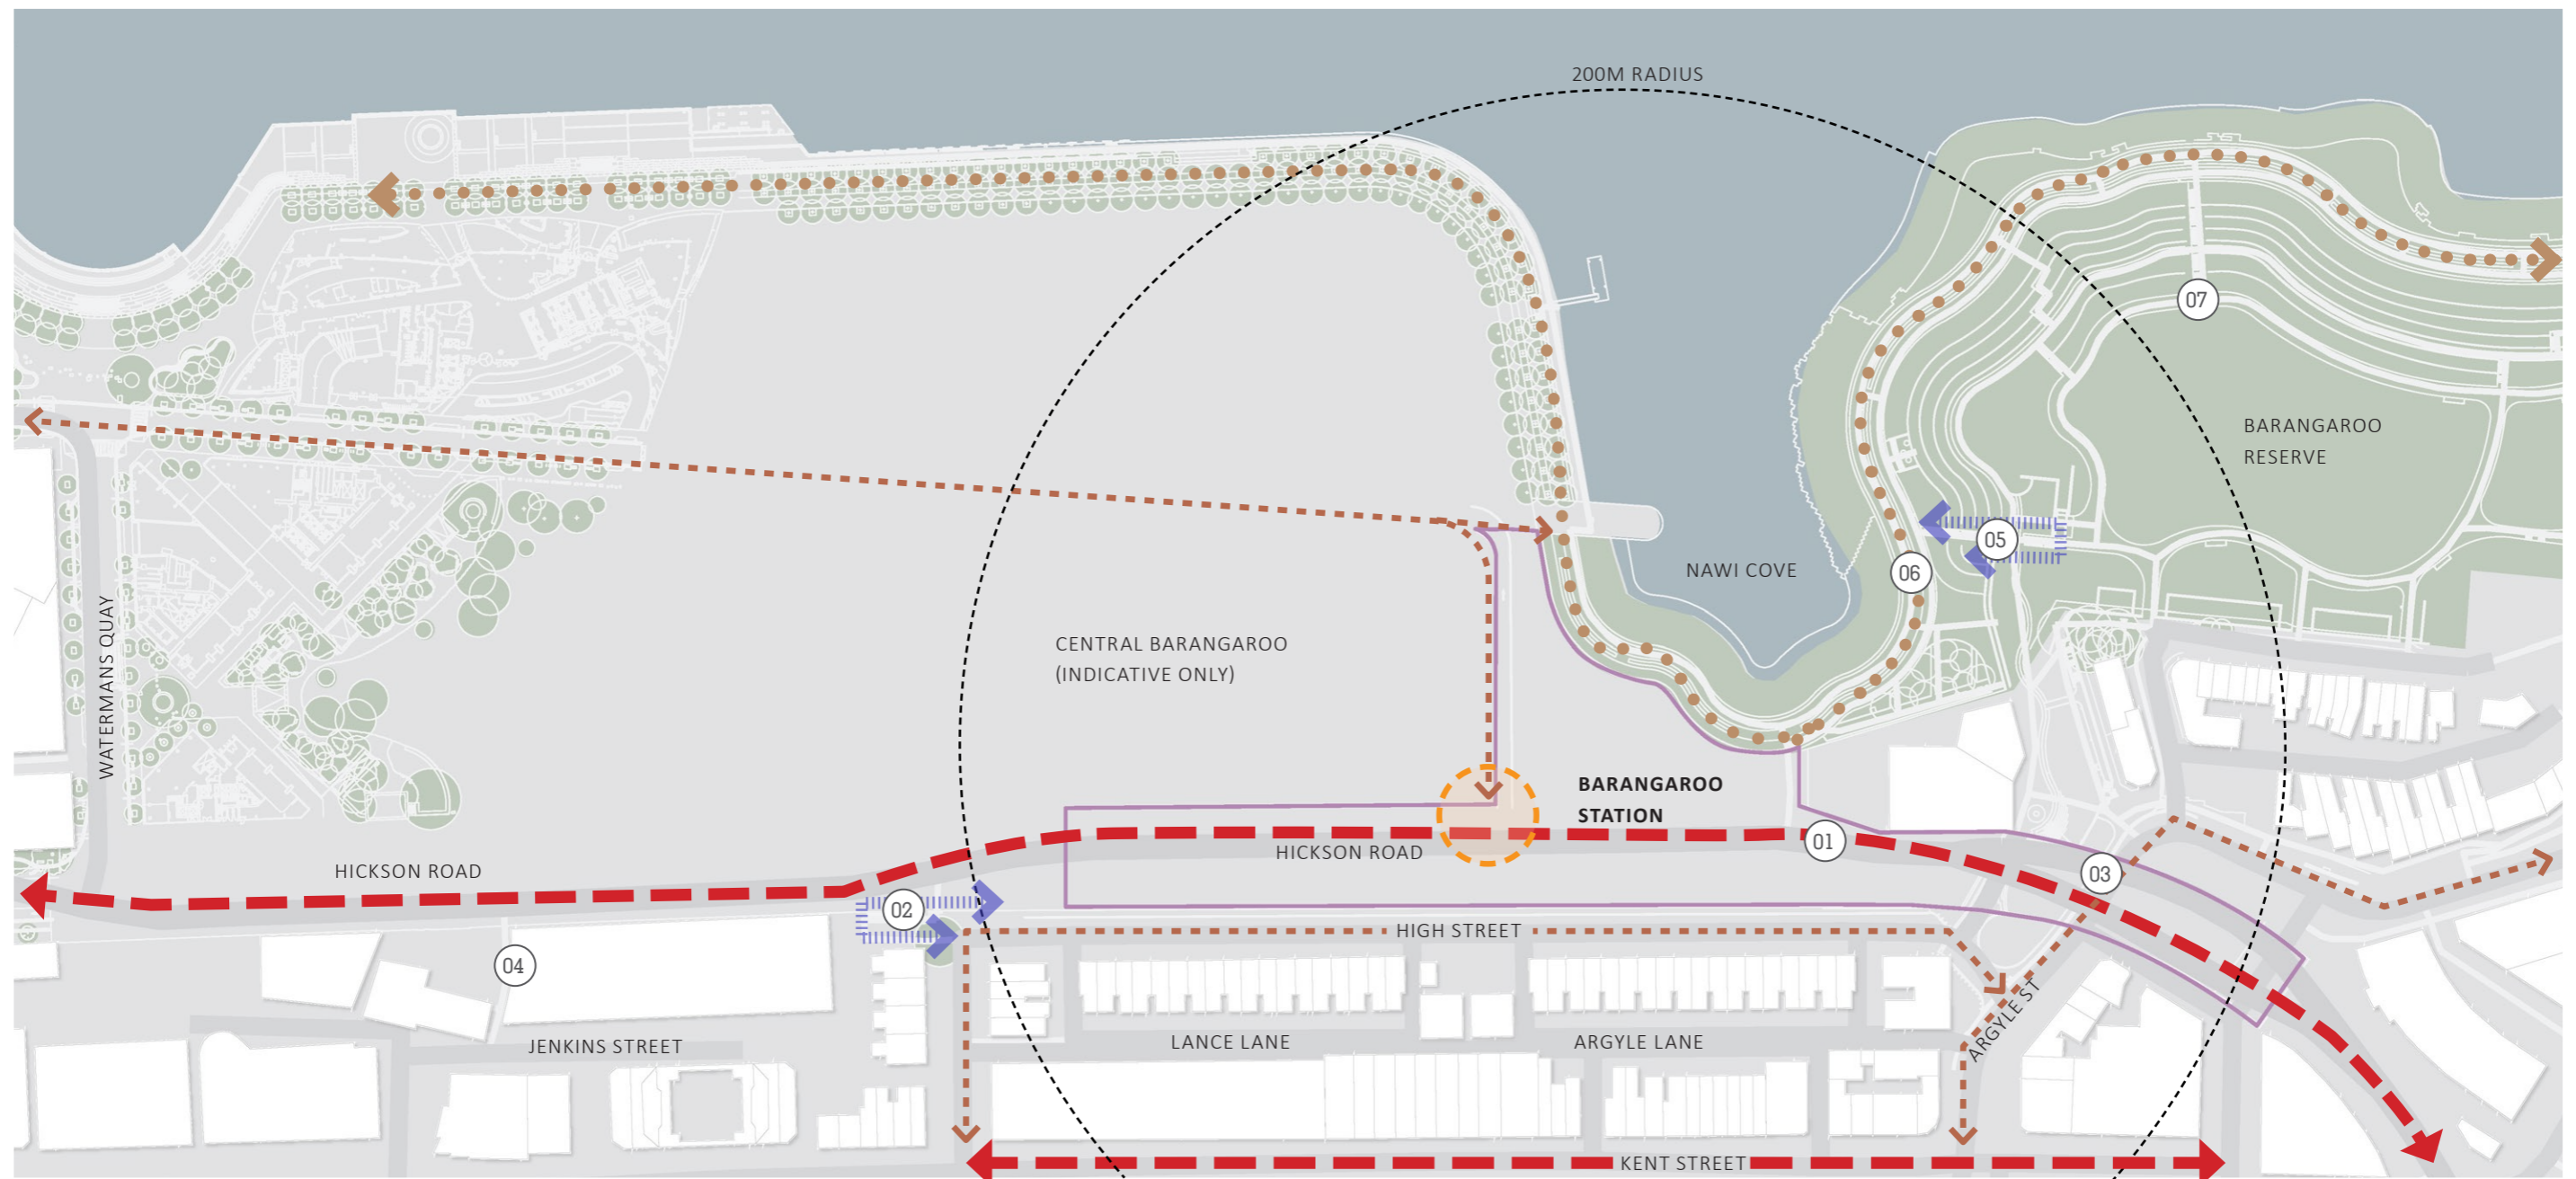 200M RADIUS
07
BARANGAROO
RESERVE
05
NAWI COVE
06
WATERMANS QUAY
CENTRAL BARANGAROO
(INDICATIVE ONLY)
BARANGAROO
STATION
01
HICKSON ROAD
HICKSON ROAD
03
02
HIGH STREET
04
ARGYLE ST
JENKINS STREET
LANCE LANE
ARGYLE LANE
KENT STREET